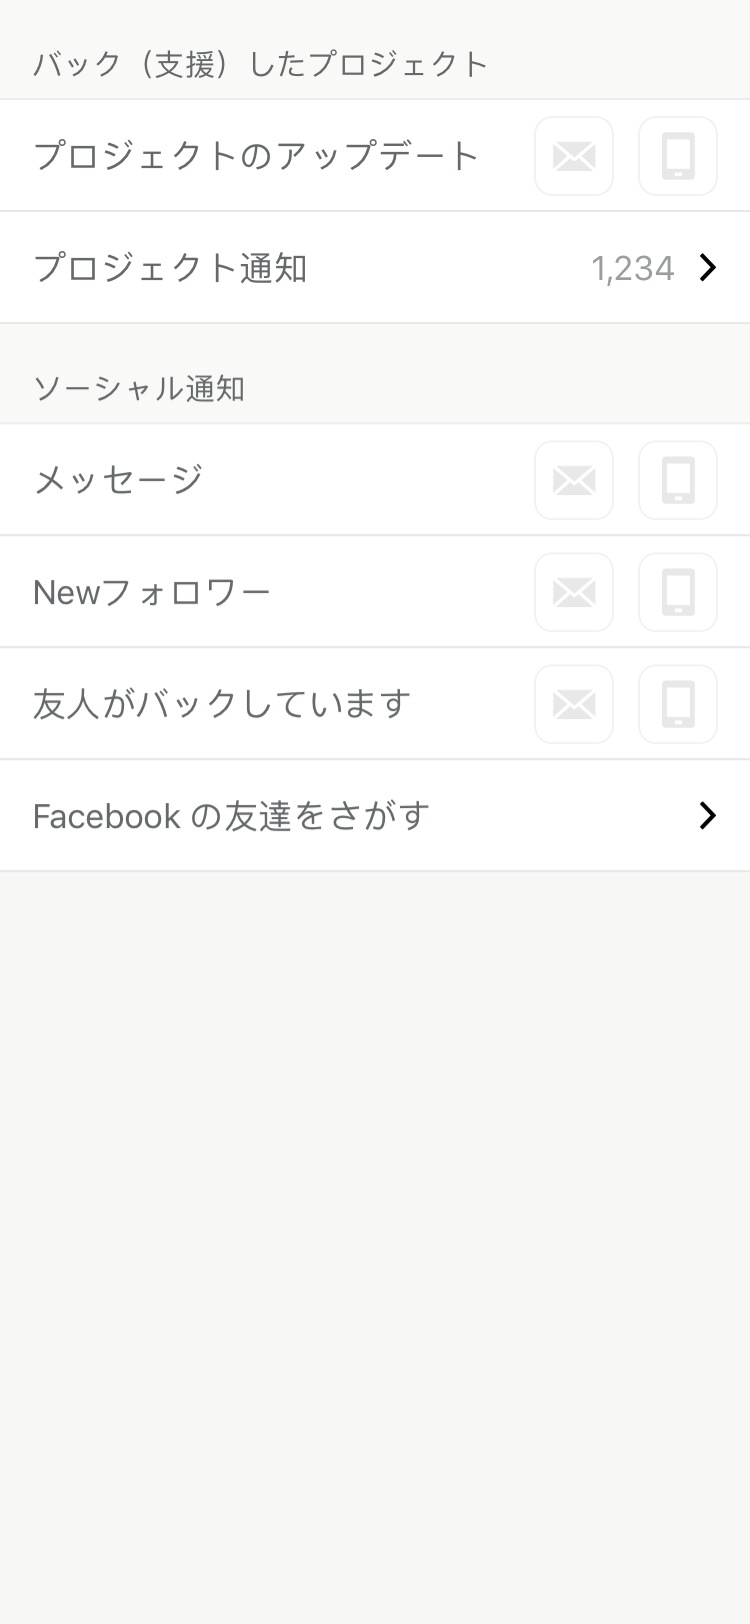 バック（支援）したプロジェクト
プロジェクトのアップデート
プロジェクト通知 1,234
ソーシャル通知
メッセージ
Newフォロワー
友人がバックしています
Facebook の友達をさがす